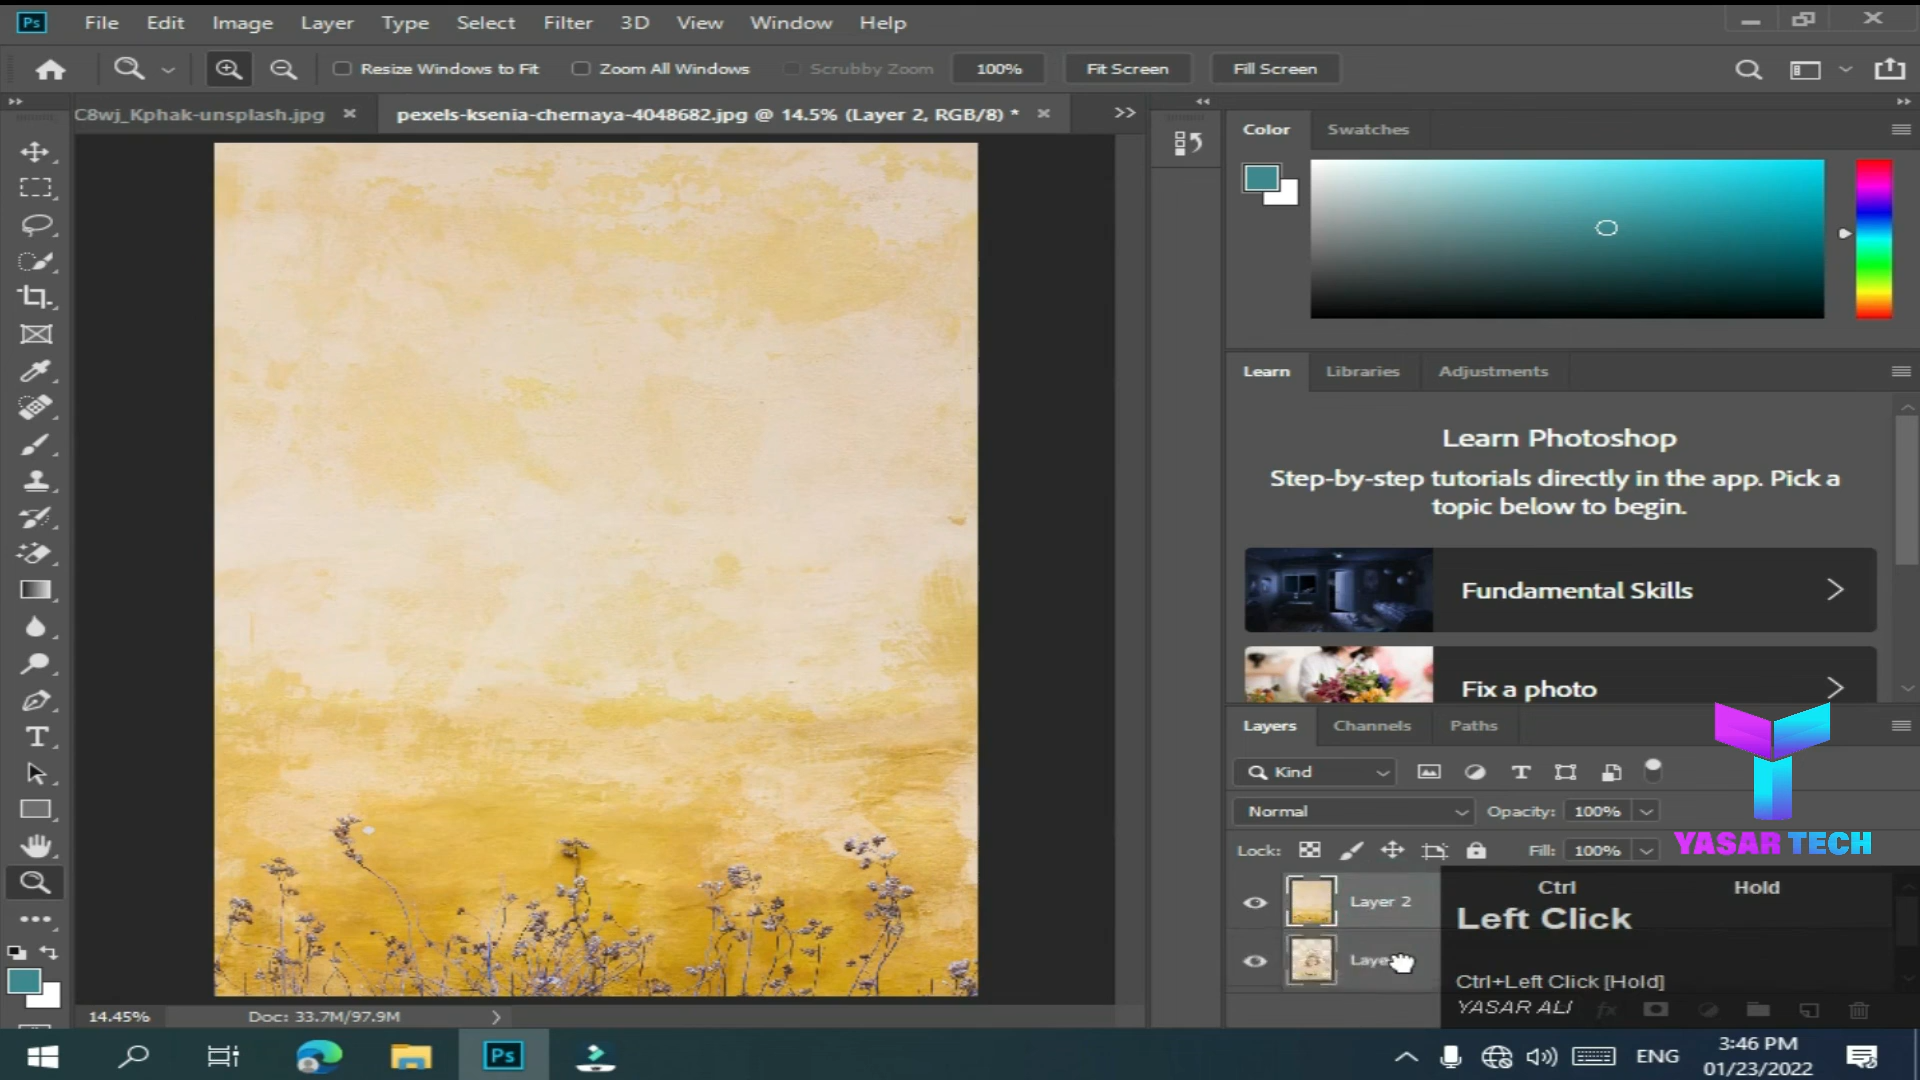 Ps File Edit Image Layer Type Select Filter 3D View Window Help
Resize Windows to Fit Zoom All Windows Scrubby Zoom 100% Fit Screen Fill Screen
C8wj_Kphak-unsplash.jpg × pexels-ksenia-chernaya-4048682.jpg @ 14.5% (Layer 2, RGB/8) * ×
Color Swatches
Learn Libraries Adjustments
Learn Photoshop
Step-by-step tutorials directly in the app. Pick a
topic below to begin.
Fundamental Skills
Fix a photo
Layers Channels Paths
Kind
Normal Opacity: 100%
Lock: Fill: 100%
YASAR TECH
Layer 2
Laye
Ctrl Hold
Left Click
Ctrl+Left Click [Hold]
YASAR ALI
fx
14.45% Doc: 33.7M/97.9M
Ps
ENG
3:46 PM
01/23/2022